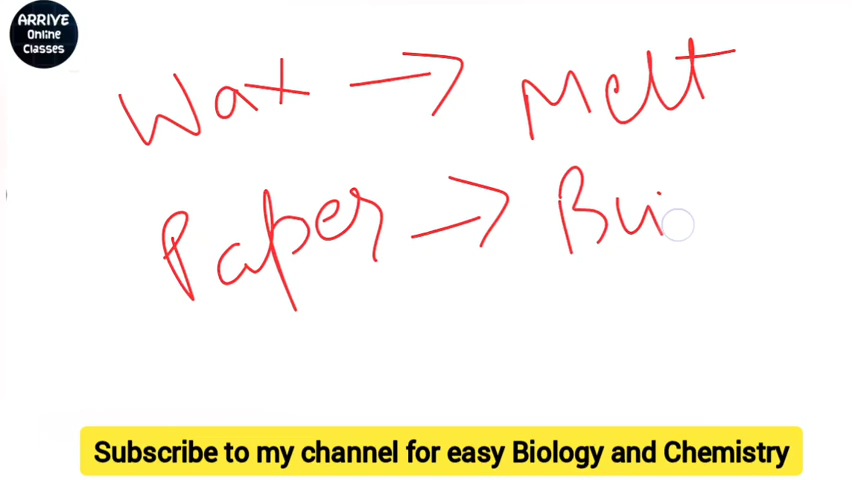 ARRIVE
Online
Classes
Wax → Melt
Paper → Bu
Subscribe to my channel for easy Biology and Chemistry